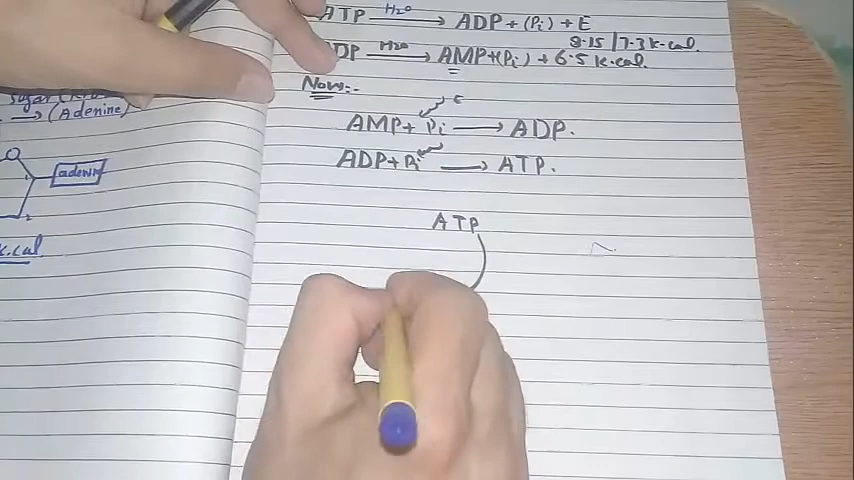 (Adenine)
adenin
k.cal
ATP H₂O → ADP + (Pi) + E
8-15 | 7.3 k-cal.
DP H₂O → AMP + (Pi) + 6.5 k.cal.
Now:-
AMP + Pi → ADP.
ADP + Pi → ATP.
ATP